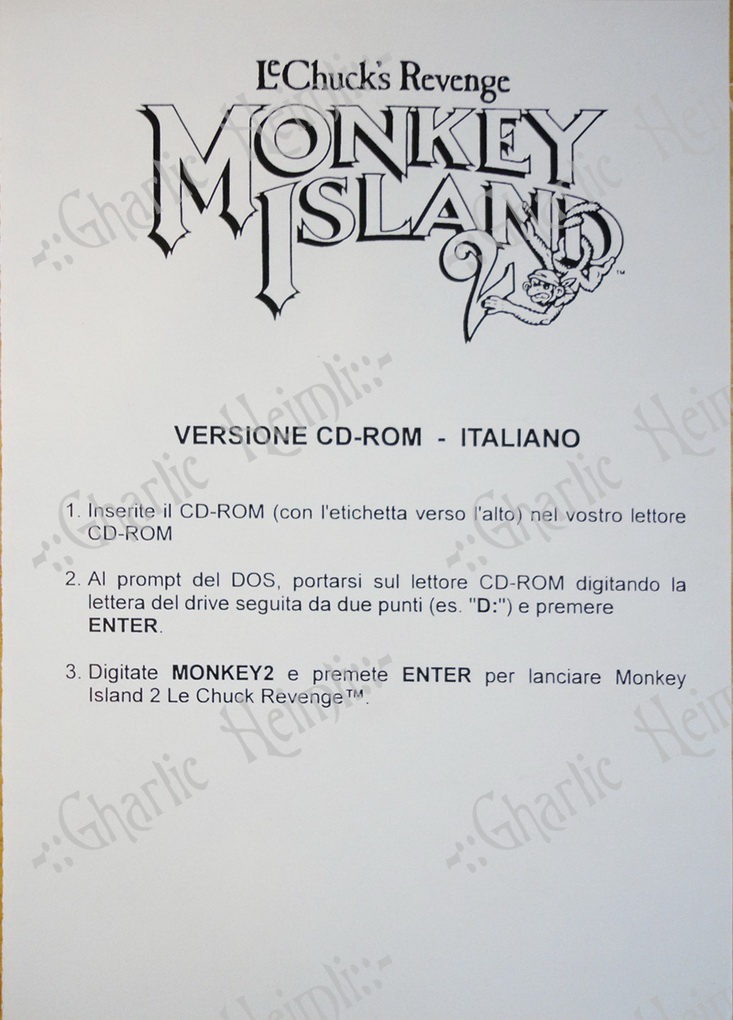 LeChuck's Revenge
MONKEY
ISLAND
2 ™
VERSIONE CD-ROM - ITALIANO
1. Inserite il CD-ROM (con l'etichetta verso l'alto) nel vostro lettore
CD-ROM
2. Al prompt del DOS, portarsi sul lettore CD-ROM digitando la
lettera del drive seguita da due punti (es. "D:") e premere
ENTER.
3. Digitate MONKEY2 e premete ENTER per lanciare Monkey
Island 2 Le Chuck Revenge™.
-::Gharlic Heimli::-